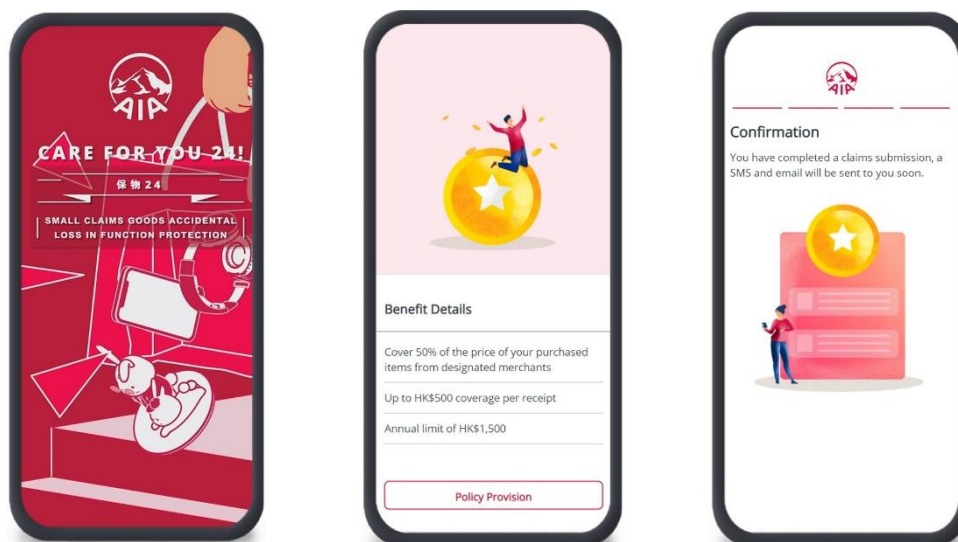 AIA
CARE FOR YOU 24!
保物24
SMALL CLAIMS GOODS ACCIDENTAL
LOSS IN FUNCTION PROTECTION
Benefit Details
Cover 50% of the price of your purchased
items from designated merchants
Up to HK$500 coverage per receipt
Annual limit of HK$1,500
Policy Provision
AIA
Confirmation
You have completed a claims submission, a
SMS and email will be sent to you soon.